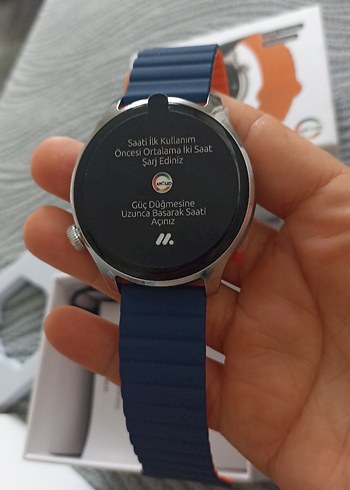 Saati İlk Kullanım
Öncesi Ortalama İki Saat
Şarj Ediniz
Güç Düğmesine
Uzunca Basarak Saati
Açınız